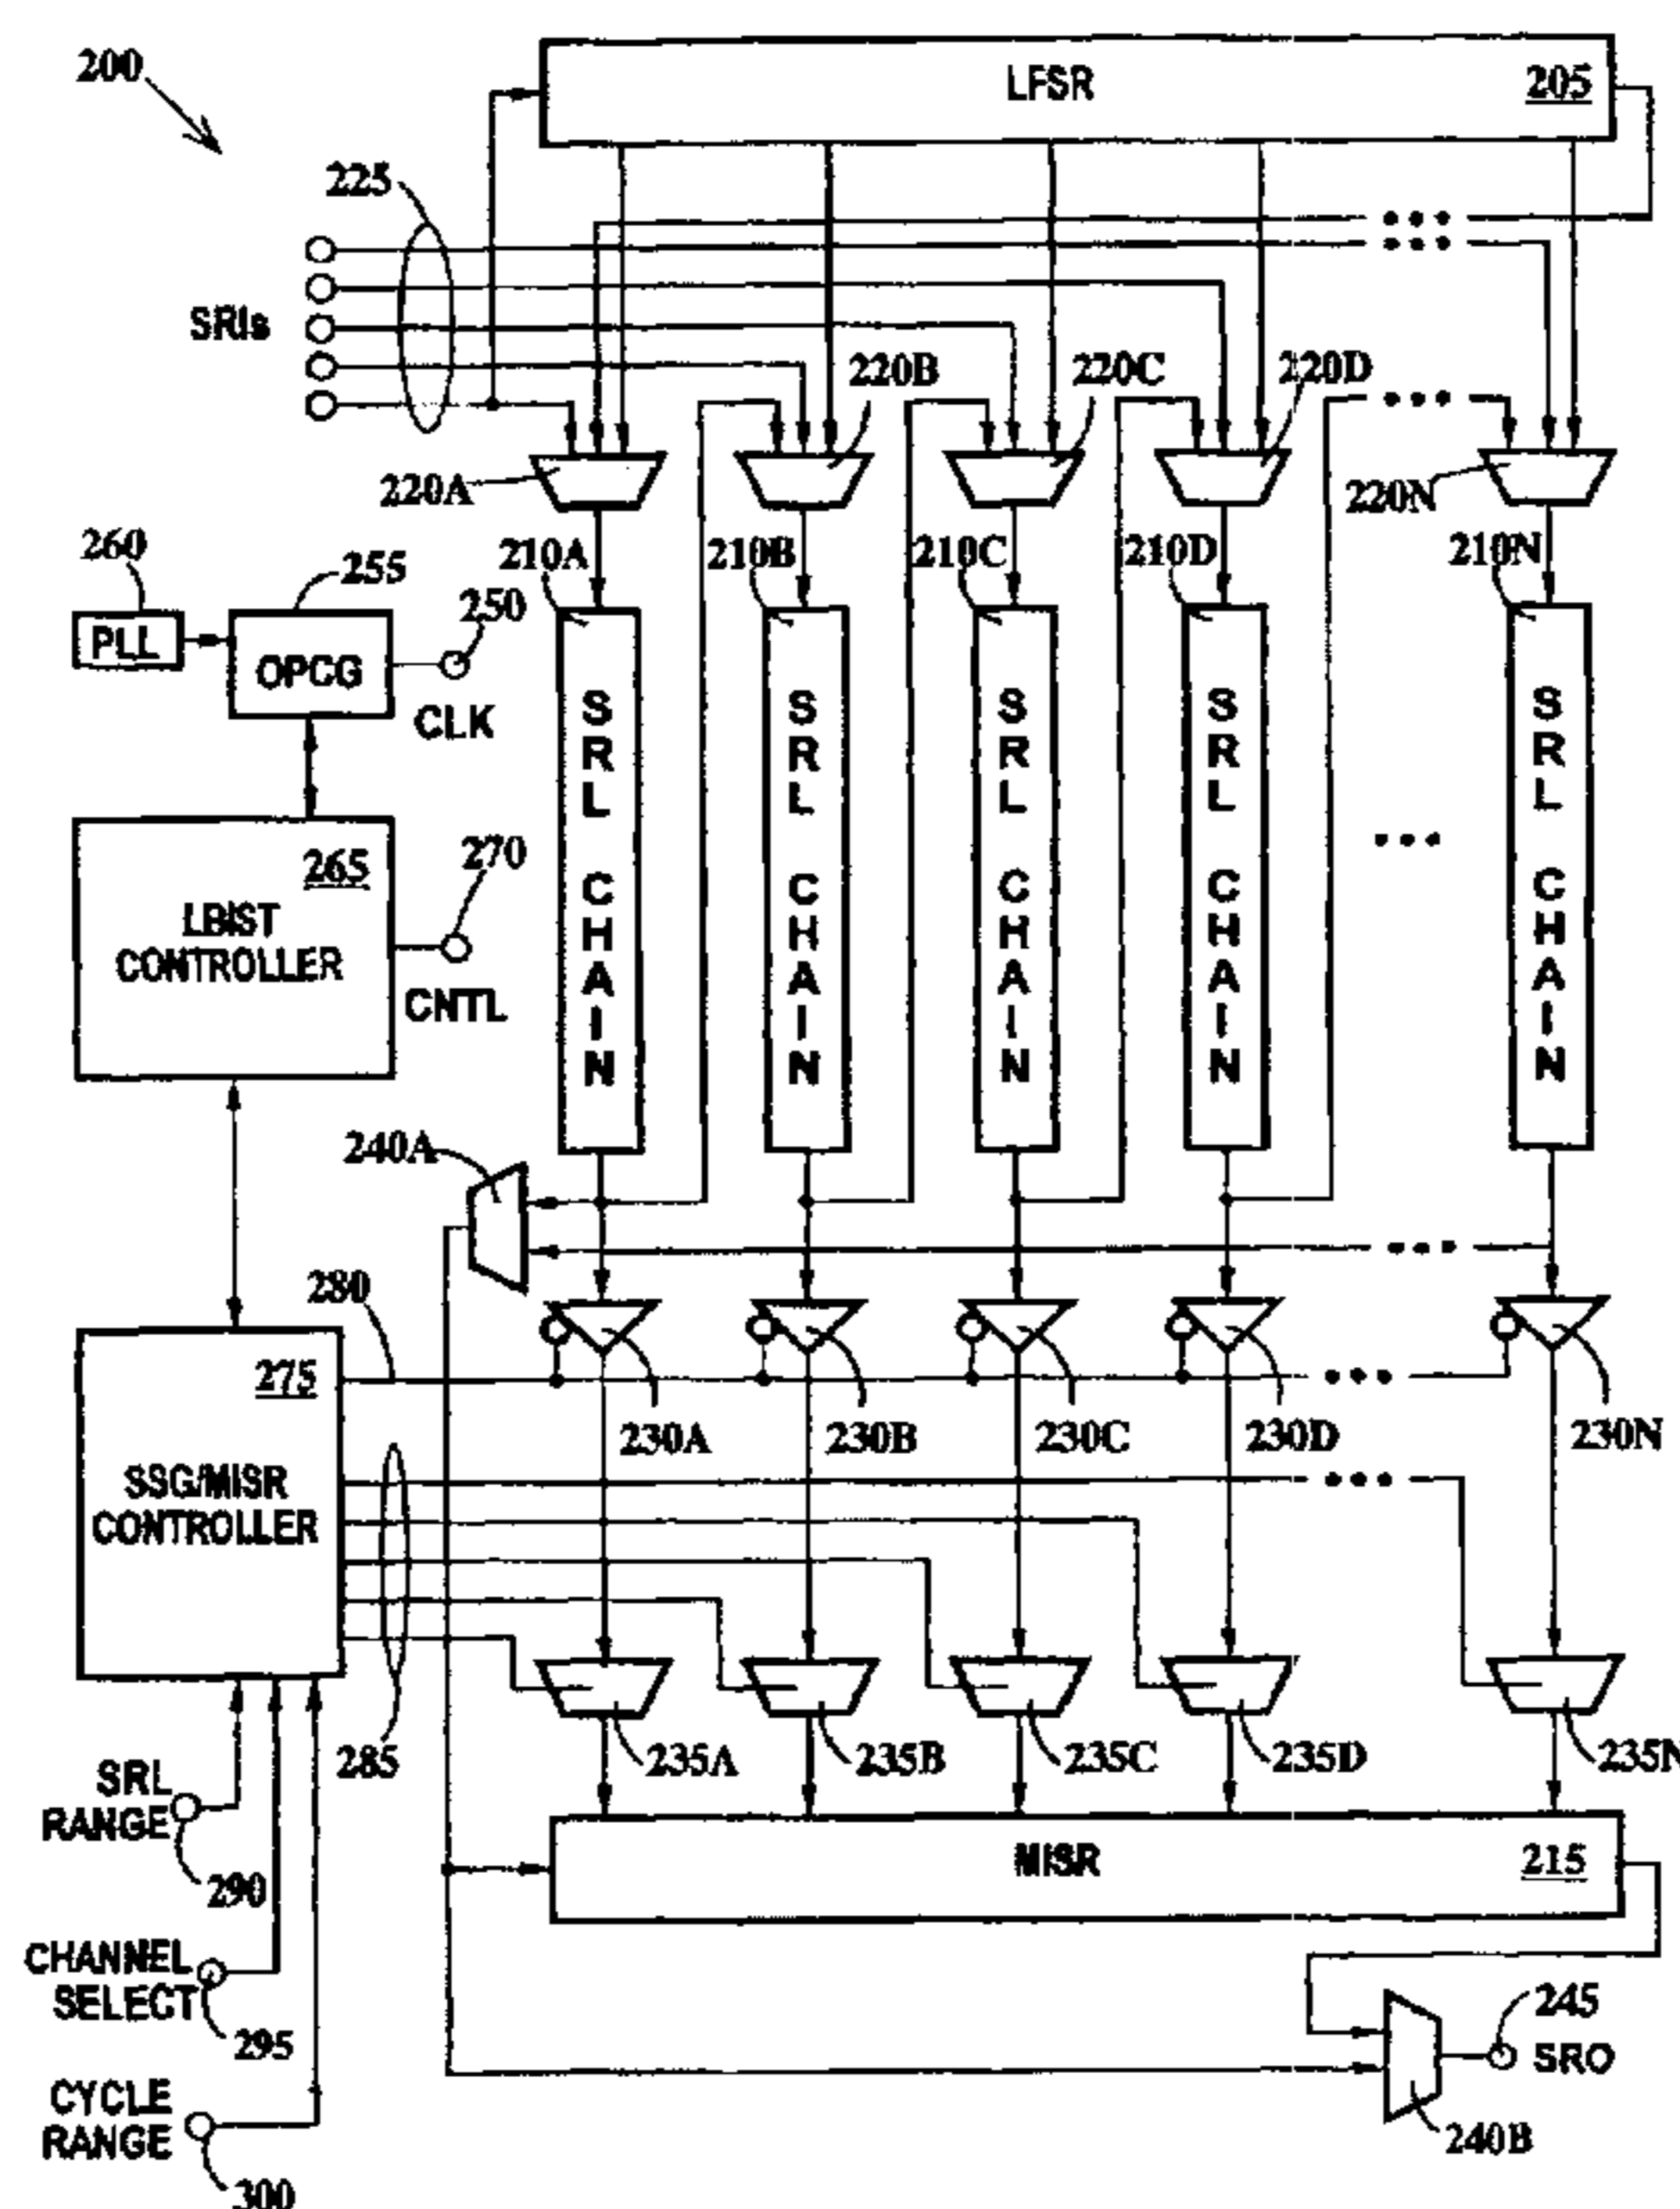 200
LFSR 205
225
SRIs
220B 220C 220D
220A 220N
260 255 210A 210B 210C 210D 210N
250
PLL OPCG
CLK
SRL CHAIN SRL CHAIN SRL CHAIN SRL CHAIN SRL CHAIN
265 270
LBIST
CONTROLLER
CNTL
240A
280
275
230A 230B 230C 230D 230N
SSG/MISR
CONTROLLER
285 235A 235B 235C 235D 235N
SRL
RANGE
290
MISR 215
CHANNEL
SELECT
295
245
SRO
CYCLE
RANGE
240B
300